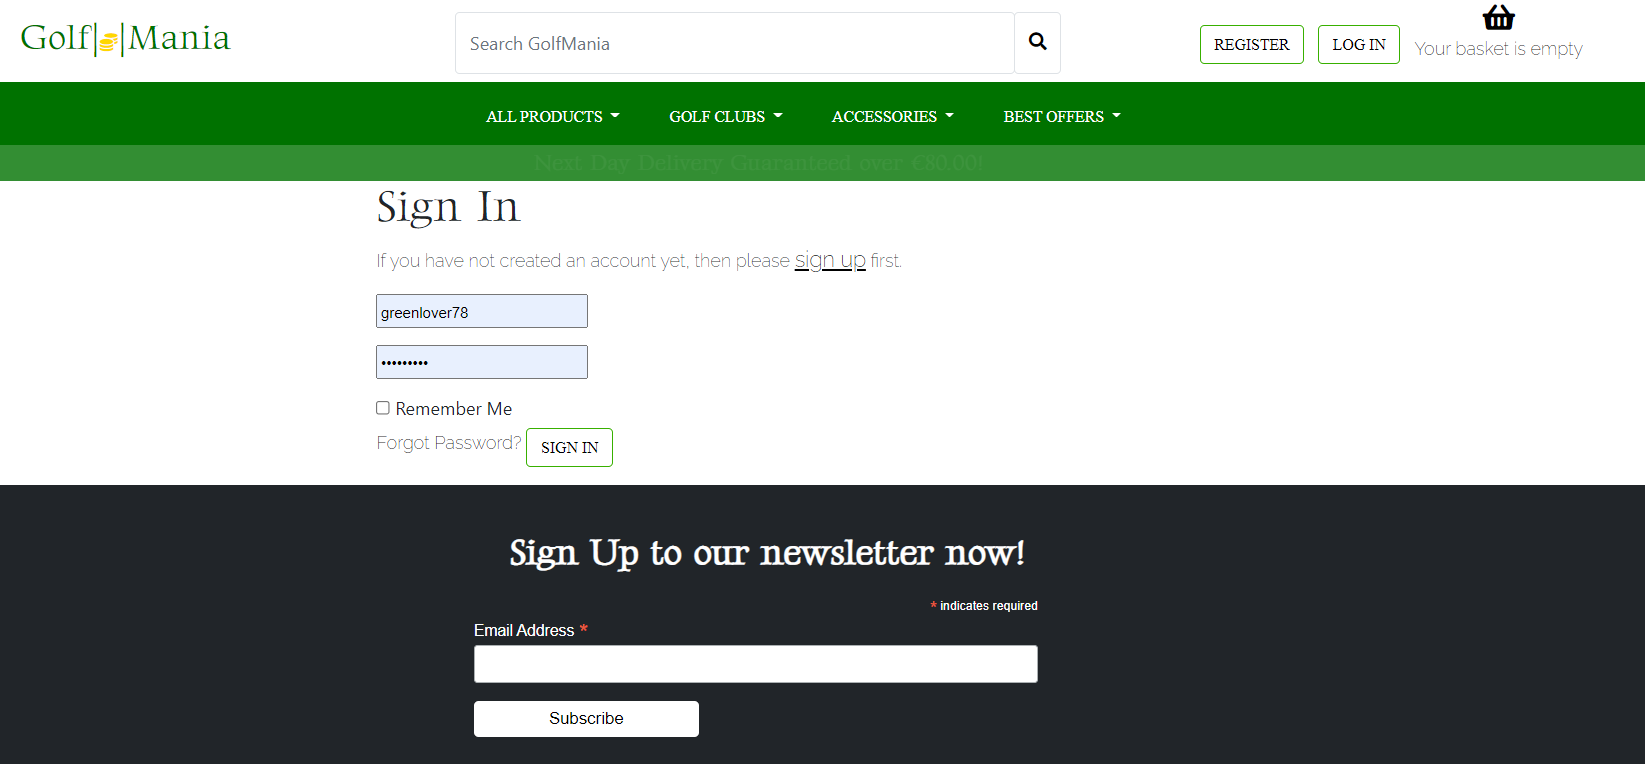 Golf Mania
Search GolfMania
REGISTER
LOG IN
Your basket is empty
ALL PRODUCTS
GOLF CLUBS
ACCESSORIES
BEST OFFERS
Next Day Delivery Guaranteed over €80.00!
Sign In
If you have not created an account yet, then please sign up first.
greenlover78
•••••••••
Remember Me
Forgot Password?
SIGN IN
Sign Up to our newsletter now!
* indicates required
Email Address *
Subscribe